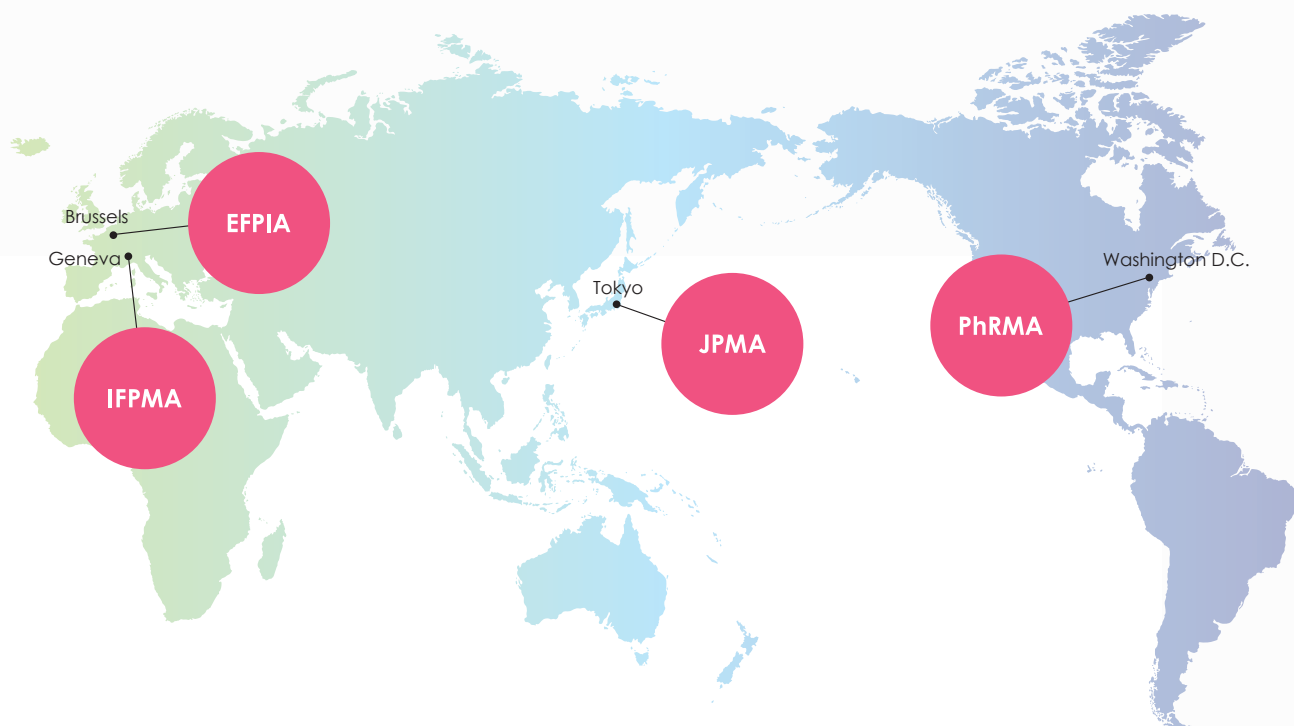 Brussels
EFPIA
Geneva
IFPMA
Tokyo
JPMA
Washington D.C.
PhRMA